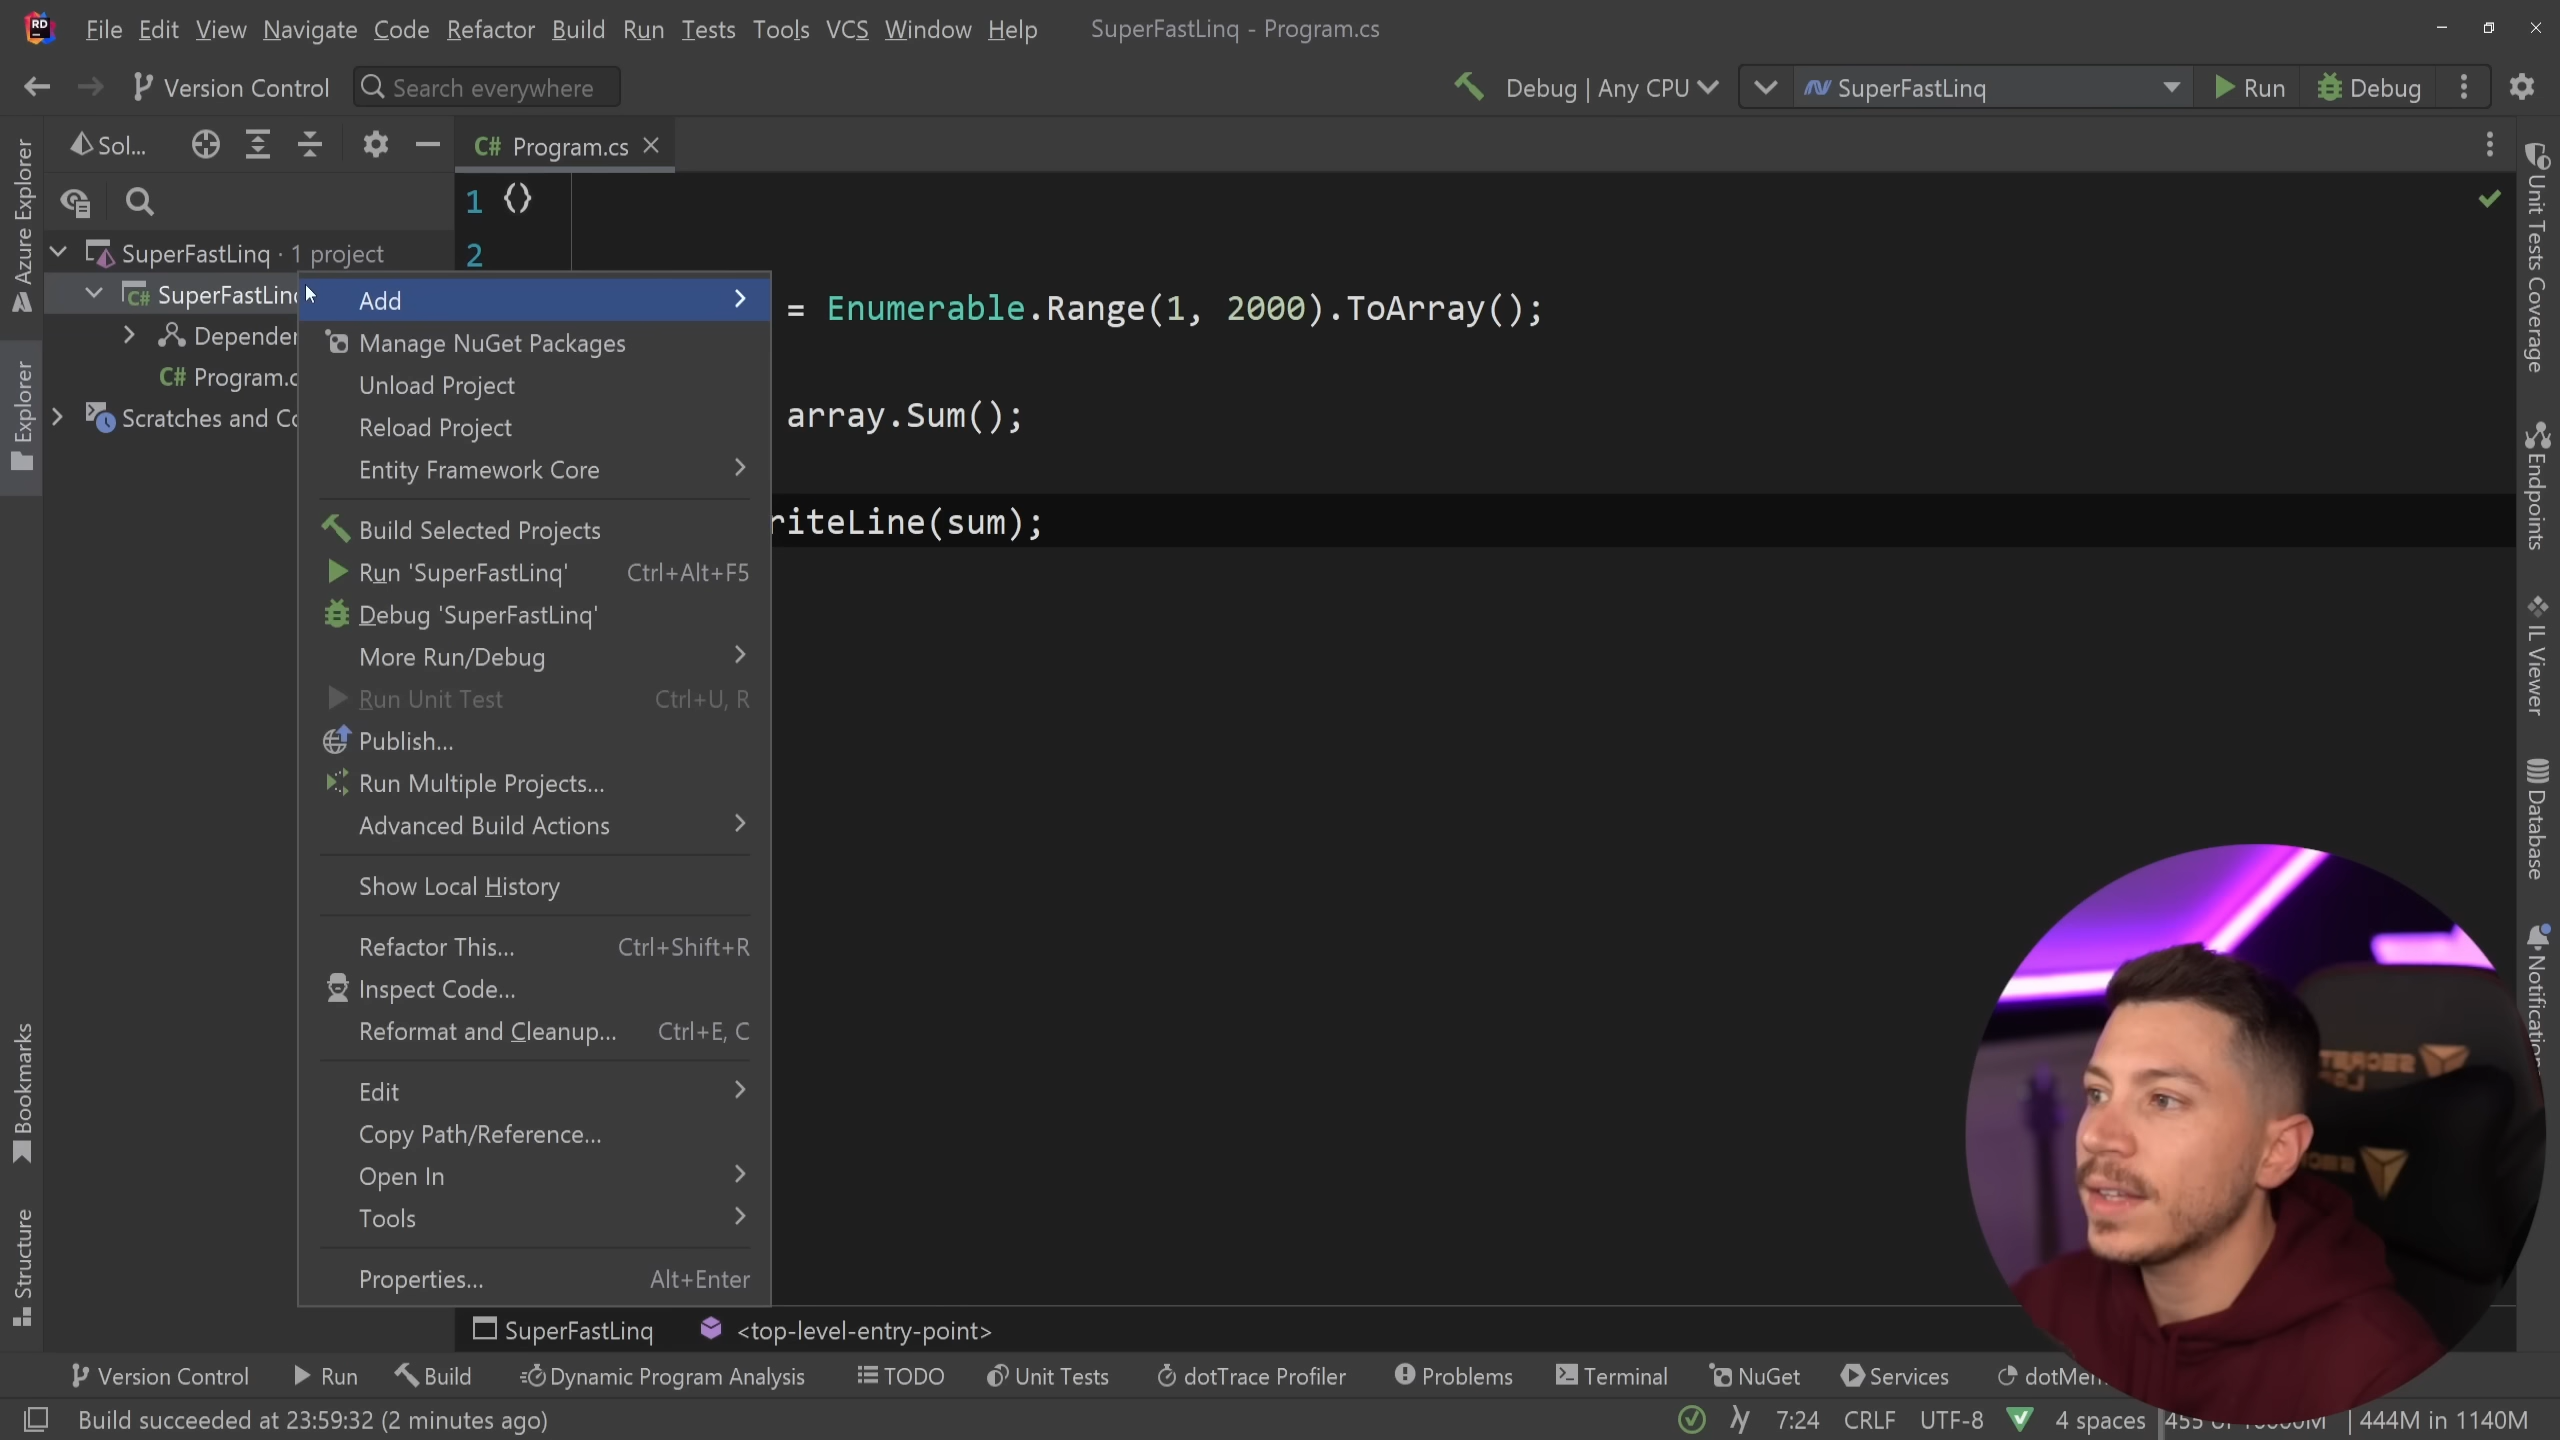 RD File Edit View Navigate Code Refactor Build Run Tests Tools VCS Window Help SuperFastLinq - Program.cs
Version Control Search everywhere Debug | Any CPU SuperFastLinq Run Debug
Sol... C# Program.cs
Azure Explorer
Explorer
Bookmarks
Structure
SuperFastLinq · 1 project
C# SuperFastLinq
Depender
C# Program.c
Scratches and Co
1 {}
2
= Enumerable.Range(1, 2000).ToArray();
array.Sum();
riteLine(sum);
Add
Manage NuGet Packages
Unload Project
Reload Project
Entity Framework Core
Build Selected Projects
Run 'SuperFastLinq' Ctrl+Alt+F5
Debug 'SuperFastLinq'
More Run/Debug
Run Unit Test Ctrl+U, R
Publish...
Run Multiple Projects...
Advanced Build Actions
Show Local History
Refactor This... Ctrl+Shift+R
Inspect Code...
Reformat and Cleanup... Ctrl+E, C
Edit
Copy Path/Reference...
Open In
Tools
Properties... Alt+Enter
Unit Tests Coverage
Endpoints
IL Viewer
Database
Notification
SuperFastLinq <top-level-entry-point>
Version Control Run Build Dynamic Program Analysis TODO Unit Tests dotTrace Profiler Problems Terminal NuGet Services dotMem
Build succeeded at 23:59:32 (2 minutes ago) 7:24 CRLF UTF-8 4 spaces 444M in 1140M